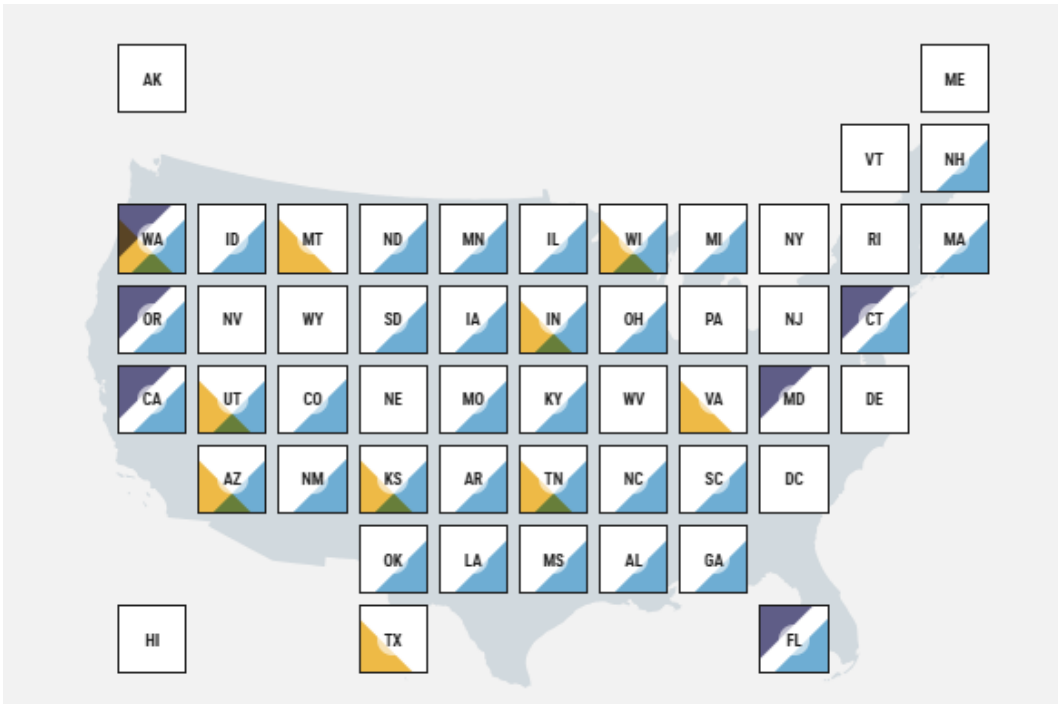 AK ME
VT NH
WA ID MT ND MN IL WI MI NY RI MA
OR NV WY SD IA IN OH PA NJ CT
CA UT CO NE MO KY WV VA MD DE
AZ NM KS AR TN NC SC DC
OK LA MS AL GA
HI TX FL